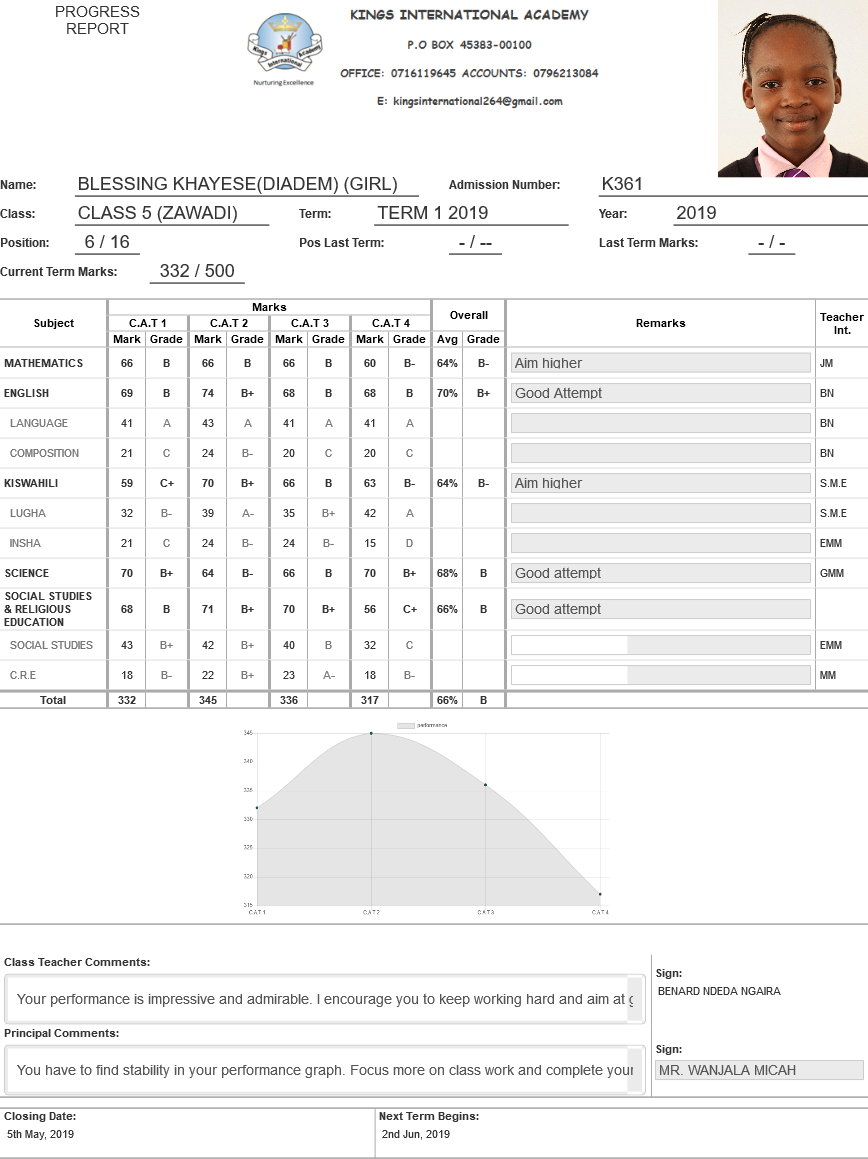 PROGRESS
REPORT
KINGS INTERNATIONAL ACADEMY
P.O BOX 45383-00100
OFFICE: 0716119645 ACCOUNTS: 0796213084
E: kingsinternational264@gmail.com
Kings International Academy
Nurturing Excellence
Name: BLESSING KHAYESE(DIADEM) (GIRL) Admission Number: K361
Class: CLASS 5 (ZAWADI) Term: TERM 1 2019 Year: 2019
Position: 6 / 16 Pos Last Term: - / -- Last Term Marks: - / -
Current Term Marks: 332 / 500
Subject Marks Overall Remarks Teacher Int.
C.A.T 1 C.A.T 2 C.A.T 3 C.A.T 4
Mark Grade Mark Grade Mark Grade Mark Grade Avg Grade
MATHEMATICS 66 B 66 B 66 B 60 B- 64% B- Aim higher JM
ENGLISH 69 B 74 B+ 68 B 68 B 70% B+ Good Attempt BN
LANGUAGE 41 A 43 A 41 A 41 A BN
COMPOSITION 21 C 24 B- 20 C 20 C BN
KISWAHILI 59 C+ 70 B+ 66 B 63 B- 64% B- Aim higher S.M.E
LUGHA 32 B- 39 A- 35 B+ 42 A S.M.E
INSHA 21 C 24 B- 24 B- 15 D EMM
SCIENCE 70 B+ 64 B- 66 B 70 B+ 68% B Good attempt GMM
SOCIAL STUDIES
& RELIGIOUS
EDUCATION 68 B 71 B+ 70 B+ 56 C+ 66% B Good attempt
SOCIAL STUDIES 43 B+ 42 B+ 40 B 32 C EMM
C.R.E 18 B- 22 B+ 23 A- 18 B- MM
Total 332 345 336 317 66% B
performance
345
340
335
330
325
320
315
CAT1 CAT2 CAT3 CAT4
Class Teacher Comments:
Your performance is impressive and admirable. I encourage you to keep working hard and aim at
Sign:
BENARD NDEDA NGAIRA
Principal Comments:
You have to find stability in your performance graph. Focus more on class work and complete your
Sign:
MR. WANJALA MICAH
Closing Date:
5th May, 2019
Next Term Begins:
2nd Jun, 2019